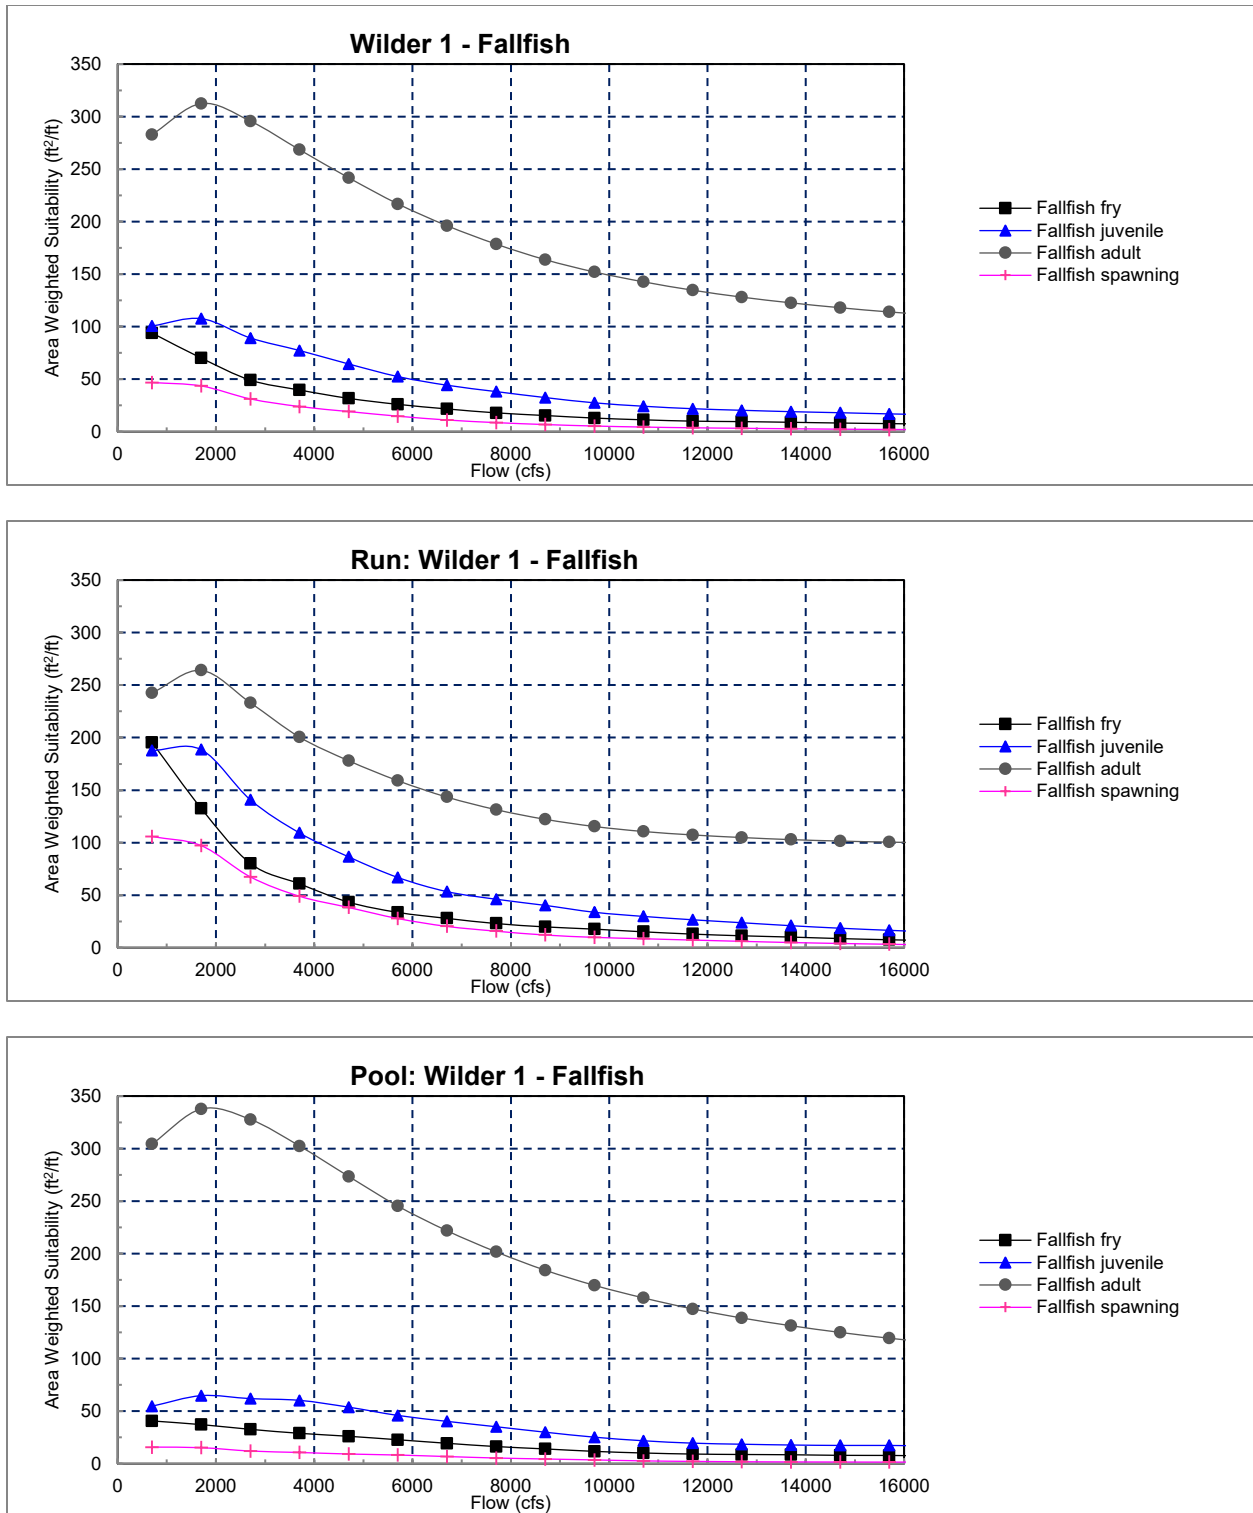 Wilder 1 - Fallfish
Area Weighted Suitability (ft²/ft)
350
300
250
200
150
100
50
0
0 2000 4000 6000 8000 10000 12000 14000 16000
Flow (cfs)
Fallfish fry
Fallfish juvenile
Fallfish adult
Fallfish spawning
Run: Wilder 1 - Fallfish
Area Weighted Suitability (ft²/ft)
350
300
250
200
150
100
50
0
0 2000 4000 6000 8000 10000 12000 14000 16000
Flow (cfs)
Fallfish fry
Fallfish juvenile
Fallfish adult
Fallfish spawning
Pool: Wilder 1 - Fallfish
Area Weighted Suitability (ft²/ft)
350
300
250
200
150
100
50
0
0 2000 4000 6000 8000 10000 12000 14000 16000
Flow (cfs)
Fallfish fry
Fallfish juvenile
Fallfish adult
Fallfish spawning